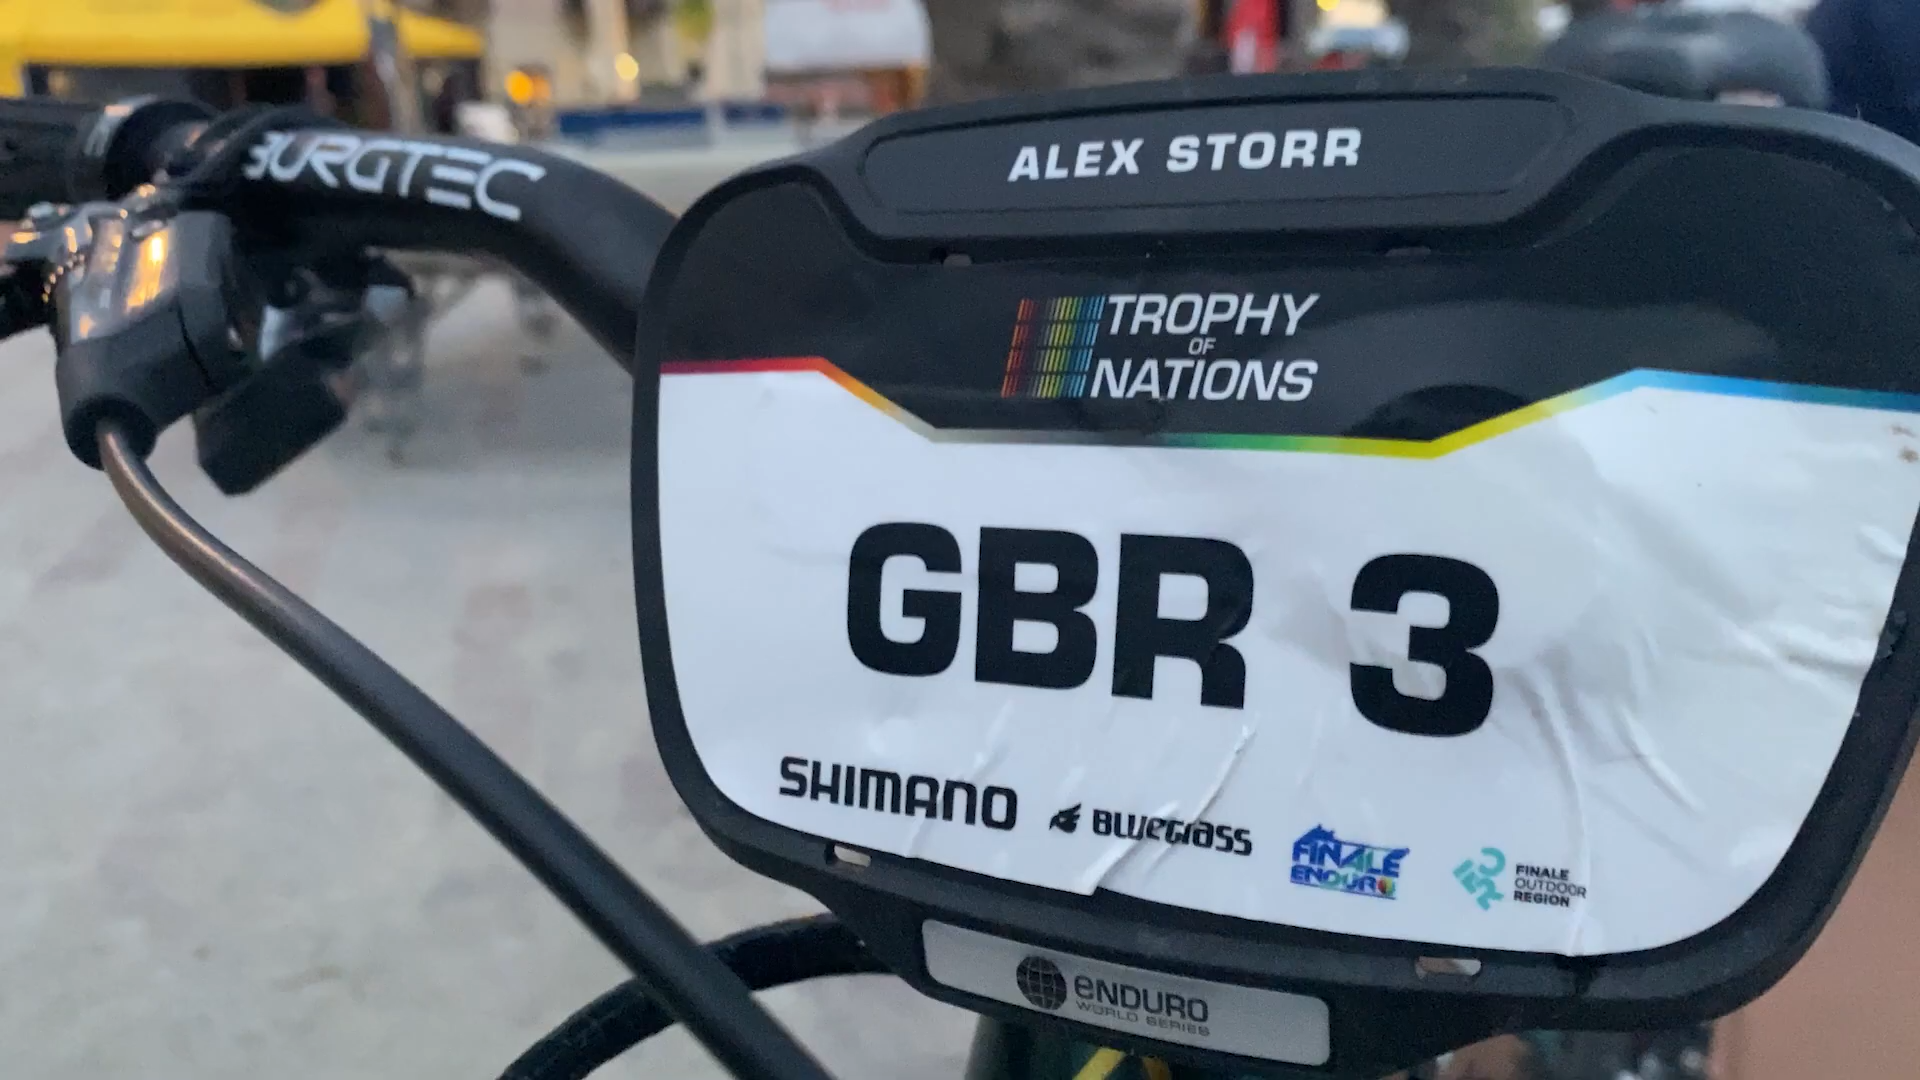 BURGTEC
ALEX STORR
TROPHY
OF
NATIONS
GBR 3
SHIMANO
BLUEGRASS
FINALE
ENDURO
FINALE
OUTDOOR
REGION
ENDURO
WORLD SERIES